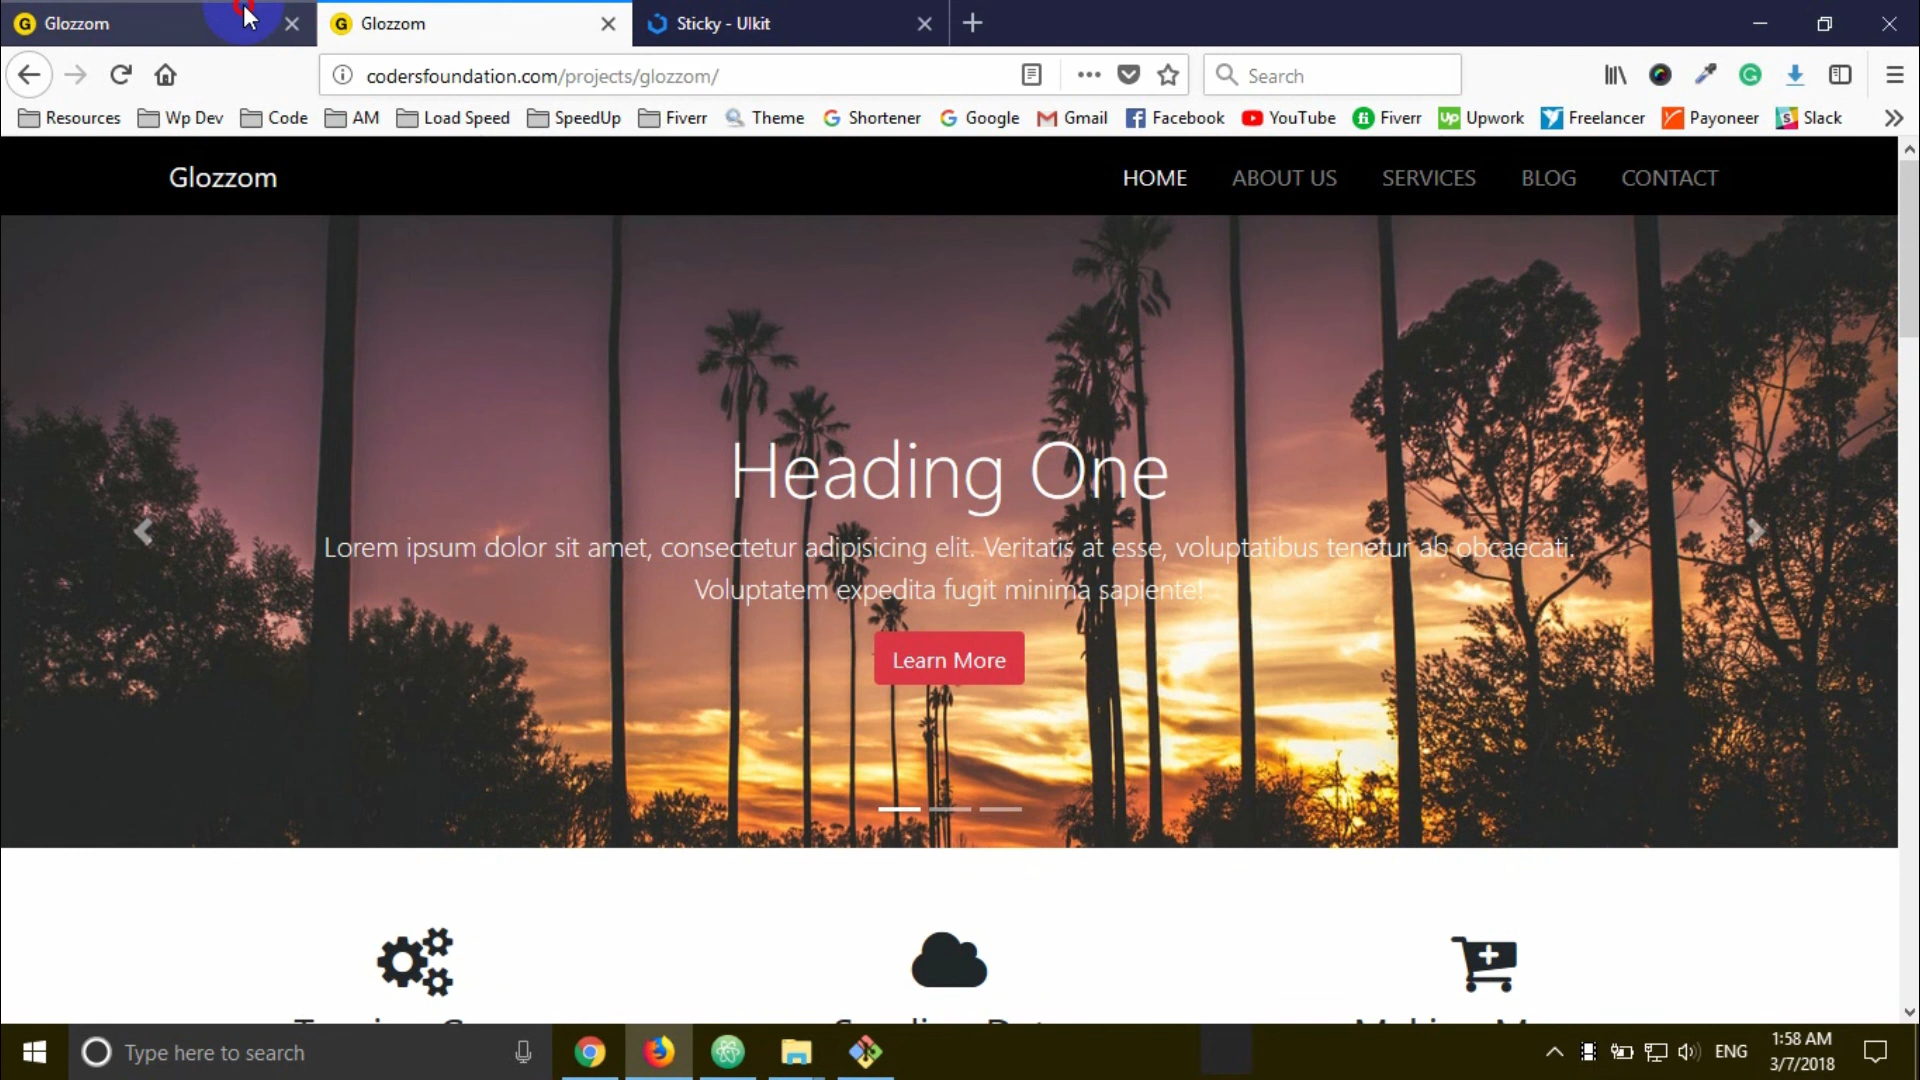 Glozzom
Glozzom
Sticky - UIkit
codersfoundation.com/projects/glozzom/
Search
Resources
Wp Dev
Code
AM
Load Speed
SpeedUp
Fiverr
Theme
Shortener
Google
Gmail
Facebook
YouTube
Fiverr
Upwork
Freelancer
Payoneer
Slack
Glozzom
HOME
ABOUT US
SERVICES
BLOG
CONTACT
Heading One
Lorem ipsum dolor sit amet, consectetur adipisicing elit. Veritatis at esse, voluptatibus tenetur ab obcaecati.
Voluptatem expedita fugit minima sapiente!
Learn More
Type here to search
ENG
1:58 AM
3/7/2018